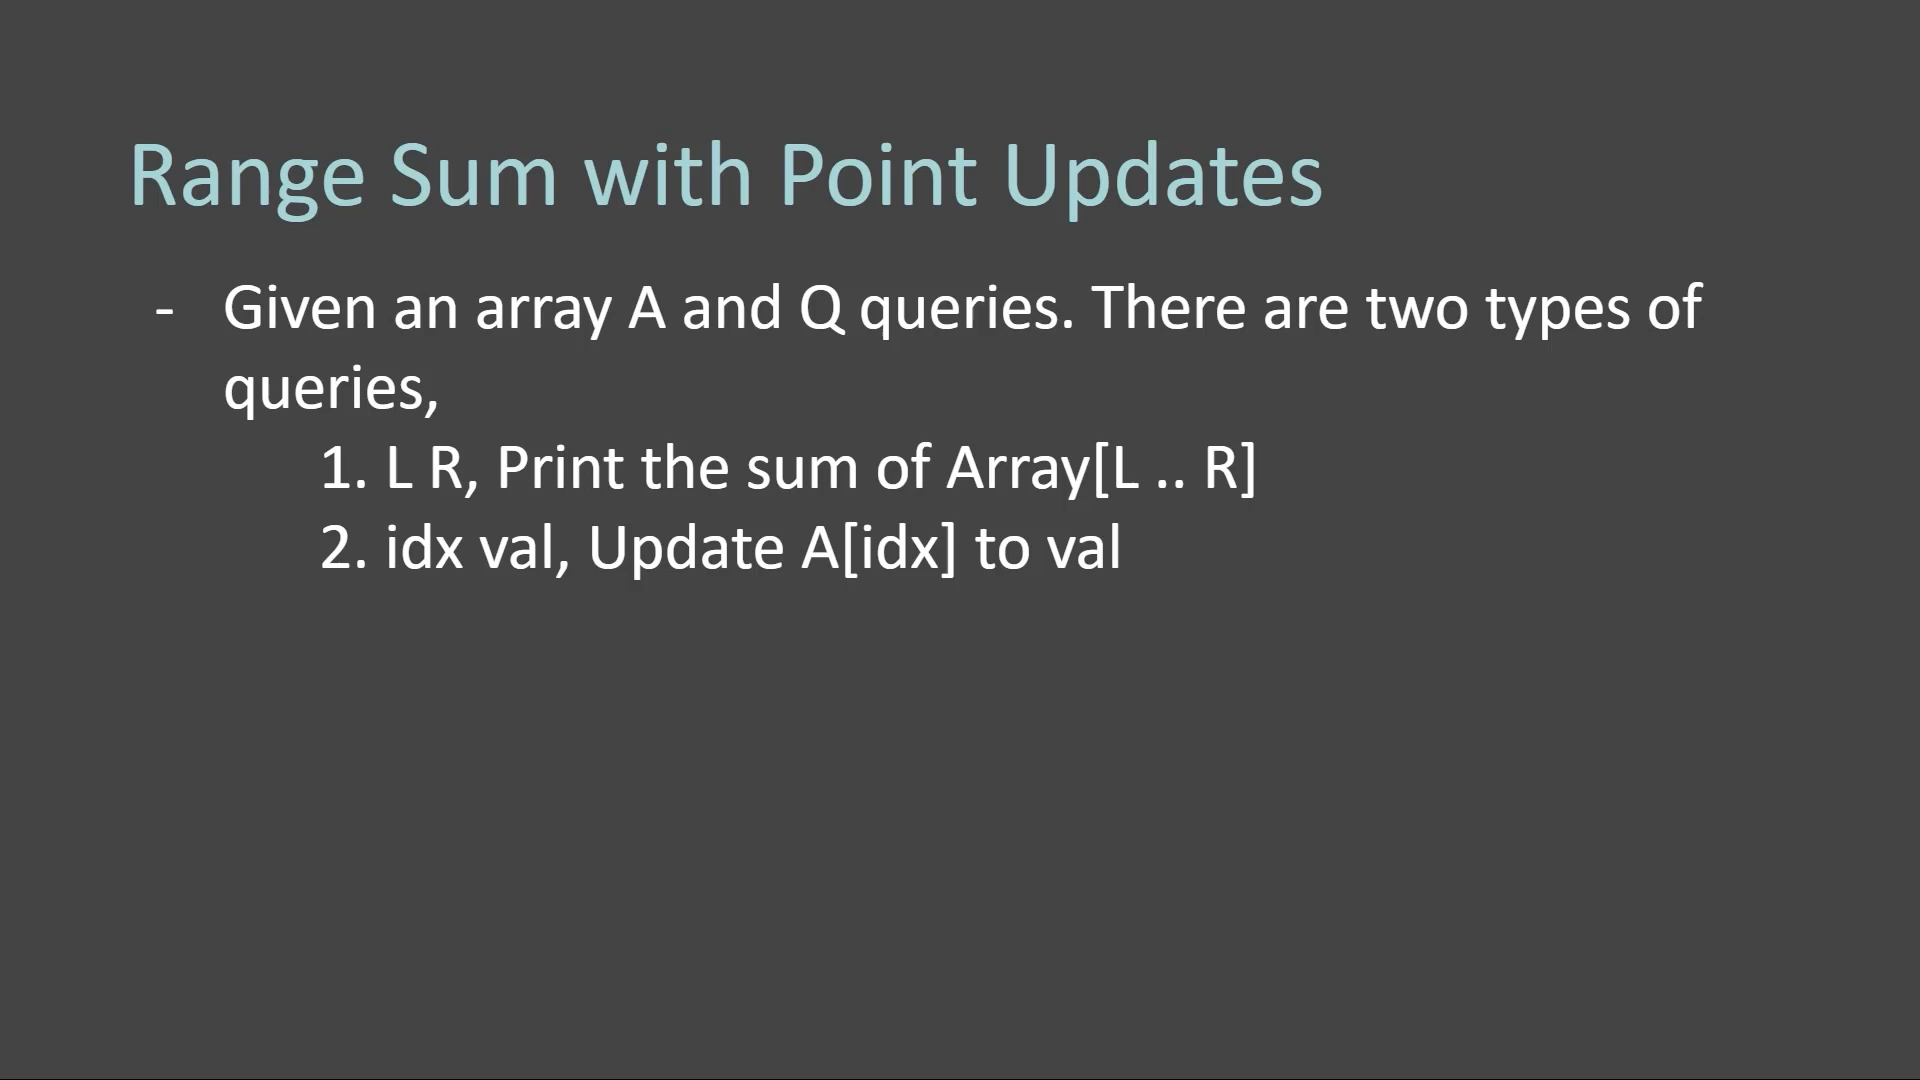 Range Sum with Point Updates
- Given an array A and Q queries. There are two types of
queries,
1. L R, Print the sum of Array[L .. R]
2. idx val, Update A[idx] to val